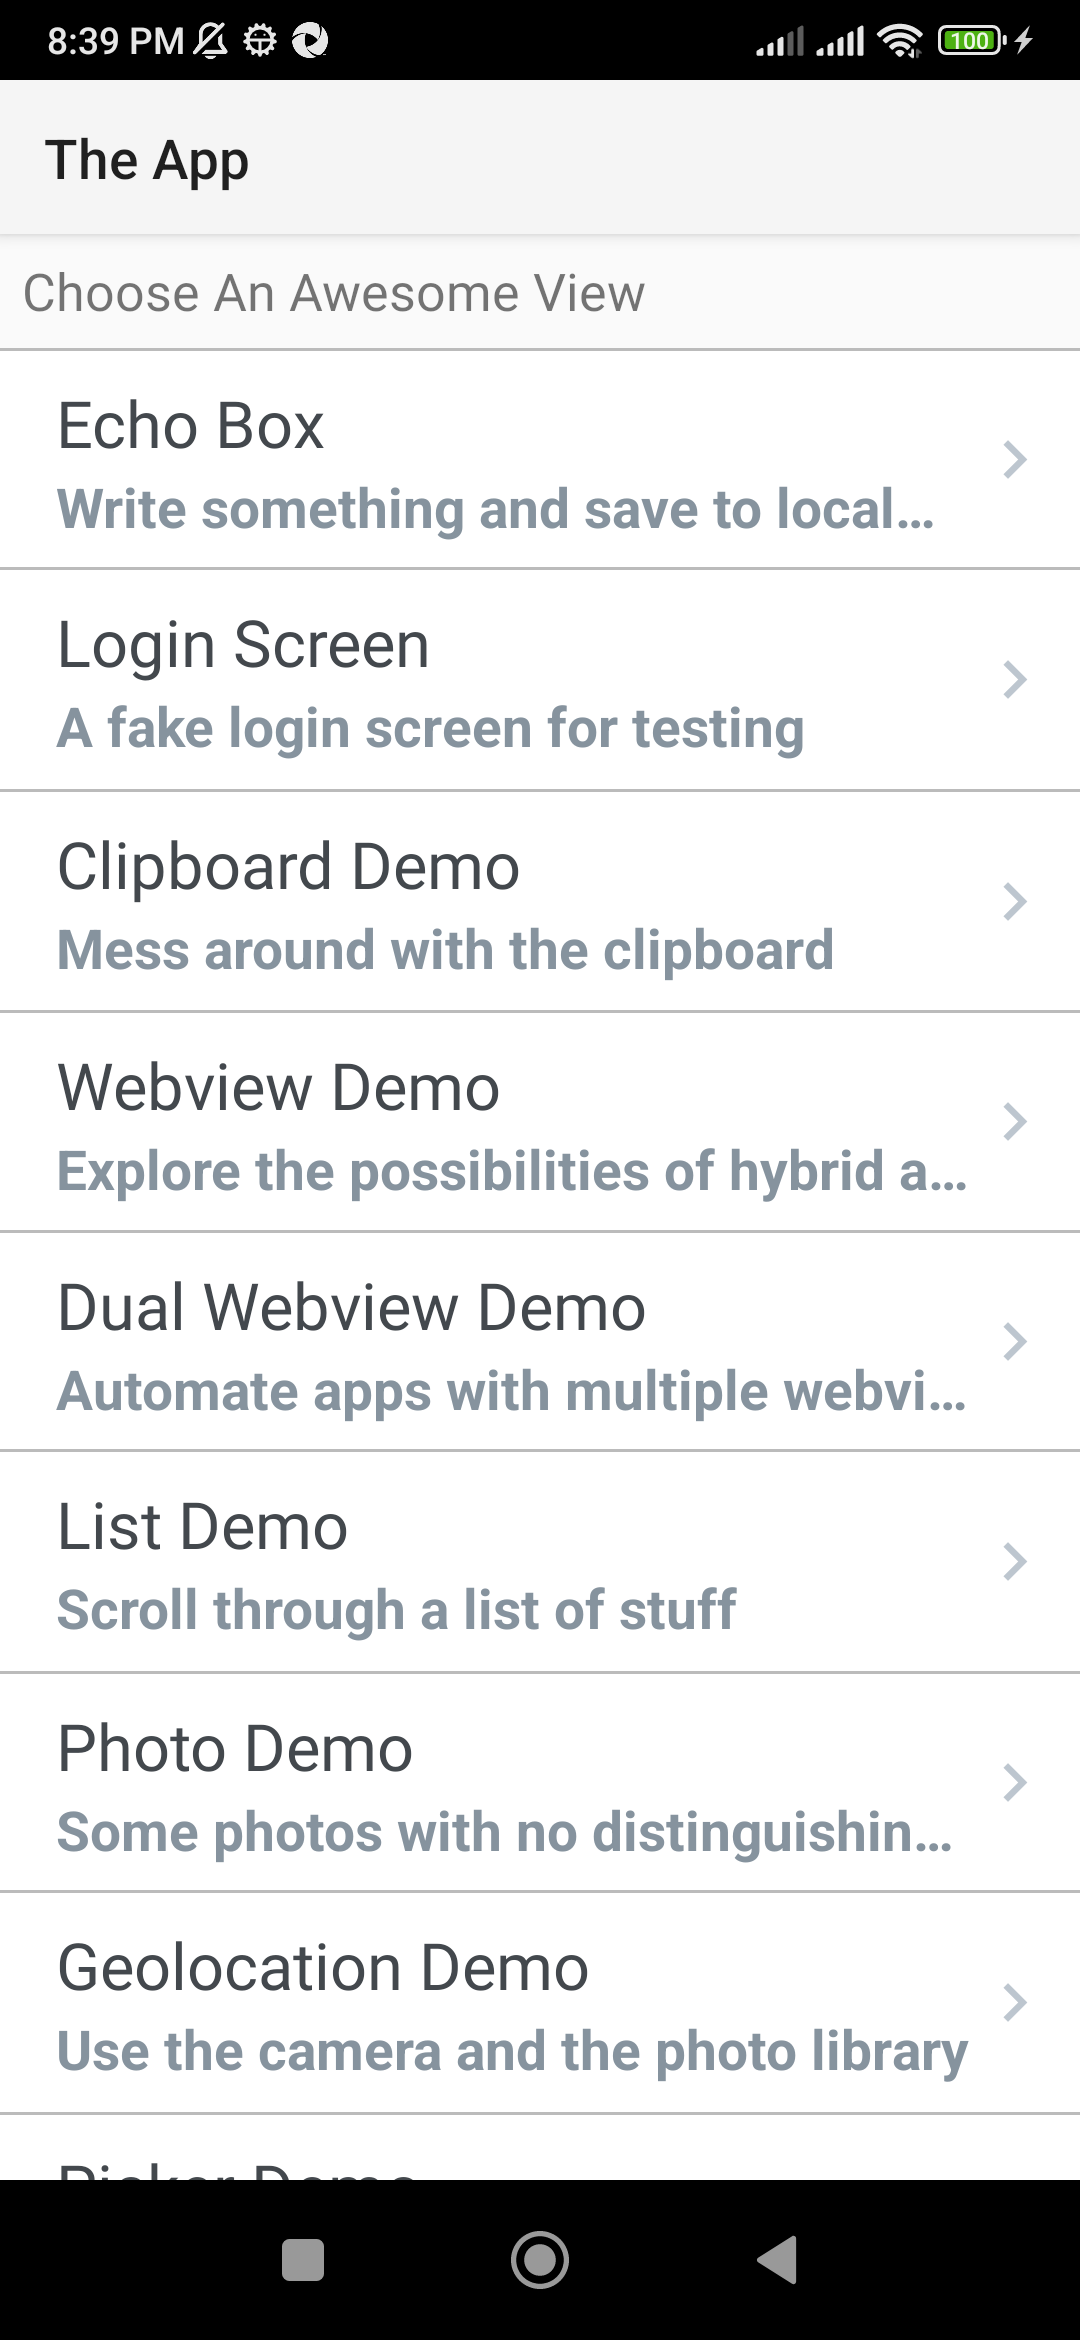 8:39 PM
100
The App
Choose An Awesome View
Echo Box
Write something and save to local...
Login Screen
A fake login screen for testing
Clipboard Demo
Mess around with the clipboard
Webview Demo
Explore the possibilities of hybrid a...
Dual Webview Demo
Automate apps with multiple webvi...
List Demo
Scroll through a list of stuff
Photo Demo
Some photos with no distinguishin...
Geolocation Demo
Use the camera and the photo library
Picker Demo